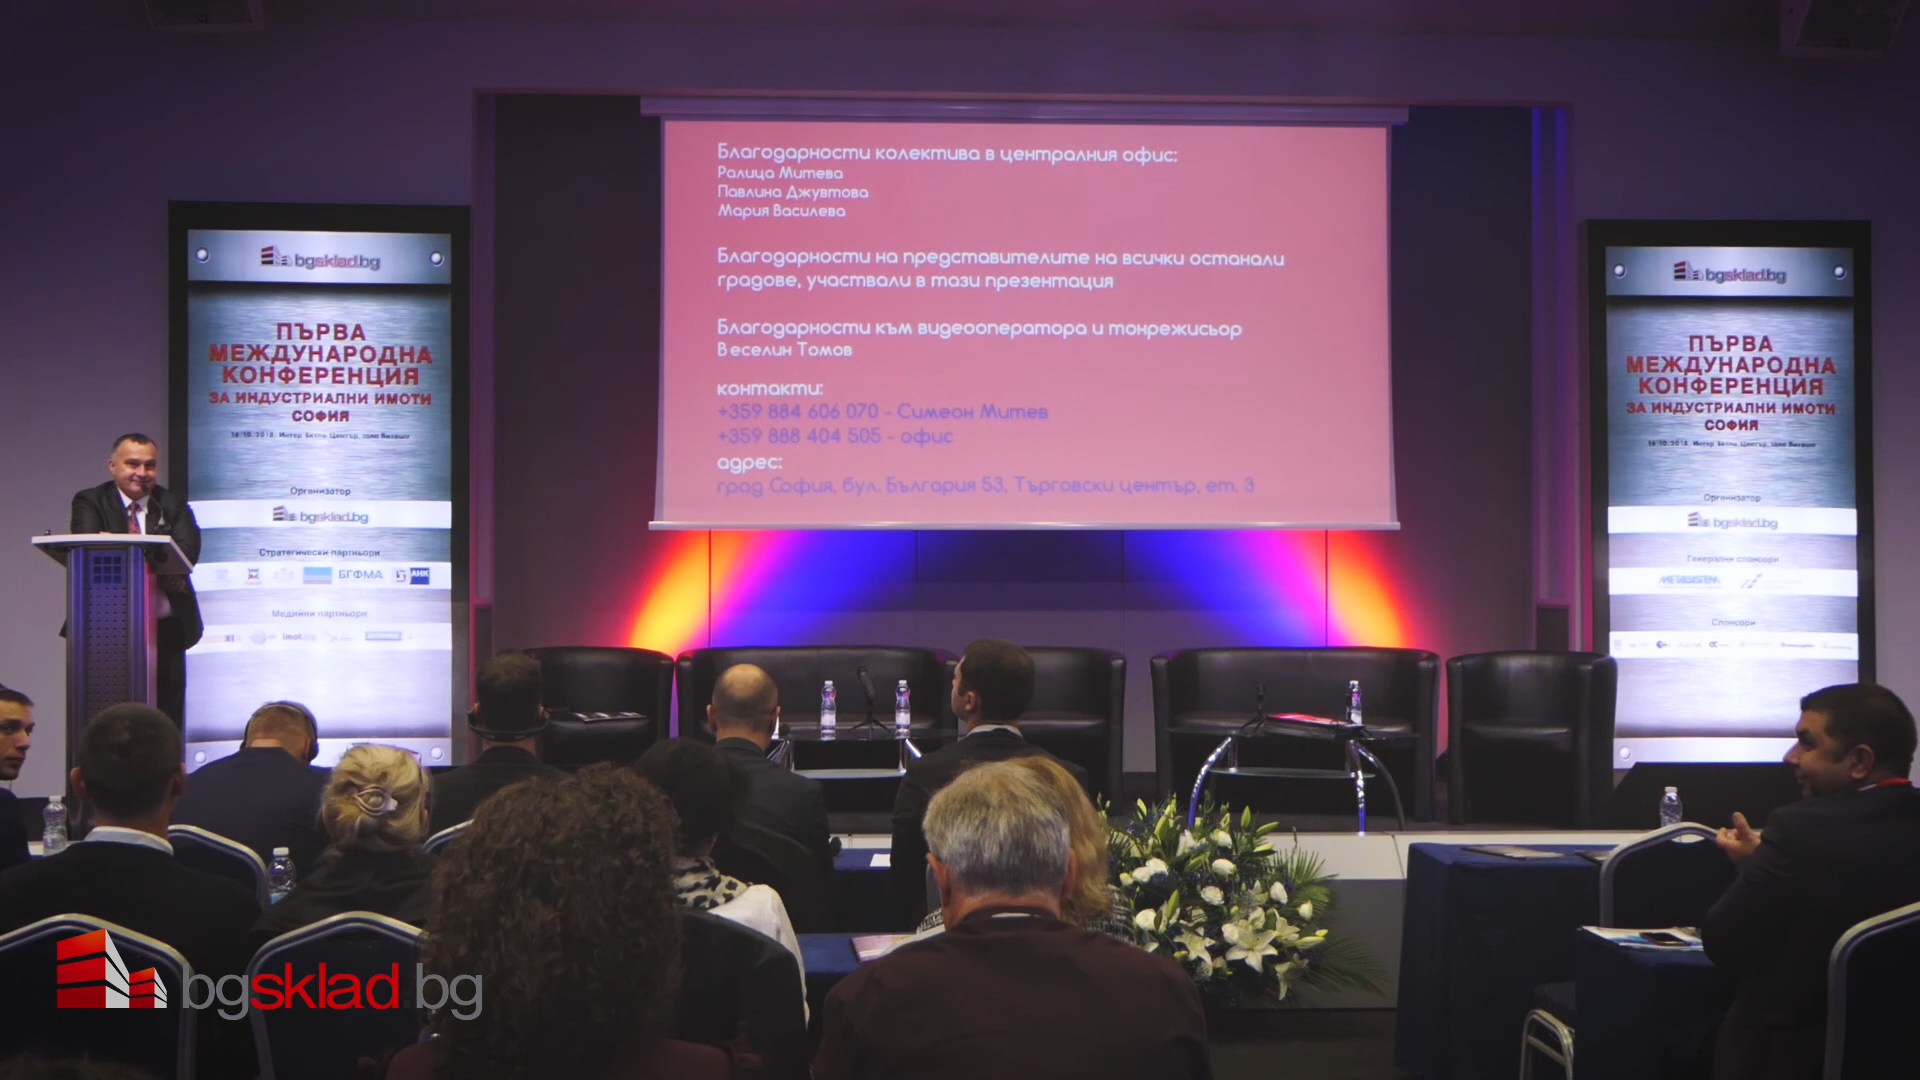 Благодарности колектива в централния офис:
Ралица Митева
Павлина Джувтова
Мария Василева
Благодарности на представителите на всички останали
градове, участвали в тази презентация
Благодарности към видеооператора и тонрежисьор
Веселин Томов
контакти:
+359 884 606 070 - Симеон Митев
+359 888 404 505 - офис
адрес:
град София, бул. България 53, Търговски център, ет. 3
bgsklad.bg
ПЪРВА
МЕЖДУНАРОДНА
КОНФЕРЕНЦИЯ
ЗА ИНДУСТРИАЛНИ ИМОТИ
СОФИЯ
Организатор
bgsklad.bg
Стратегически партньори
БГФМА
Медийни партньори
bgsklad.bg
ПЪРВА
МЕЖДУНАРОДНА
КОНФЕРЕНЦИЯ
ЗА ИНДУСТРИАЛНИ ИМОТИ
СОФИЯ
Организатор
bgsklad.bg
Генерални спонсори
METALSISTEM
Спонсори
bgsklad bg